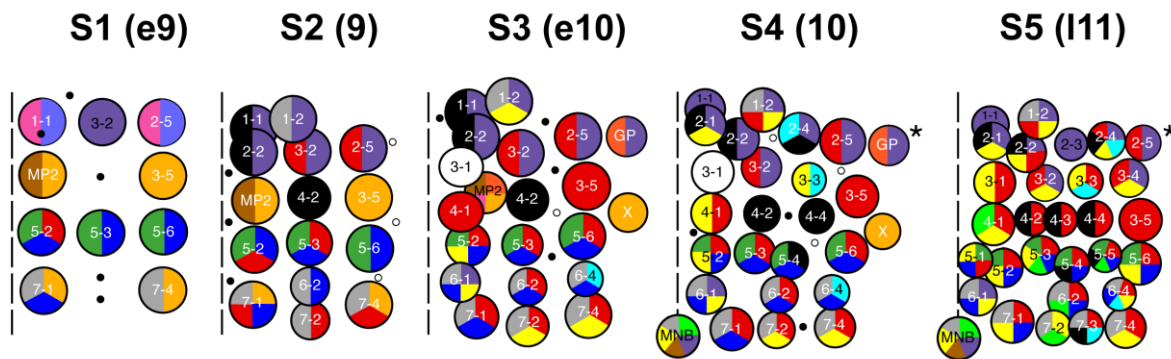 S1 (e9) S2 (9) S3 (e10) S4 (10) S5 (l11)
1-1 3-2 2-5
MP2 3-5
5-2 5-3 5-6
7-1 7-4
1-1 1-2
2-2 3-2 2-5
MP2 4-2 3-5
5-2 5-3 5-6
6-2
7-1 7-2 7-4
1-1 1-2
2-2 3-2 2-5 GP
3-1 MP2 4-2 3-5
4-1 X
5-2 5-3 5-6
6-1 6-2 6-4
7-1 7-2 7-4
1-1 1-2
2-1 2-2 2-4 2-5 GP *
3-1 3-2 3-3 3-5
4-1 4-2 4-4 X
5-2 5-3 5-4 5-6
6-1 6-2 6-4
MNB 7-1 7-2 7-4
1-1 1-2
2-1 2-2 2-3 2-4 2-5 *
3-1 3-2 3-3 3-4
4-1 4-2 4-3 4-4 3-5
5-1 5-2 5-3 5-4 5-5 5-6
6-1 6-2 6-4
MNB 7-1 7-2 7-3 7-4